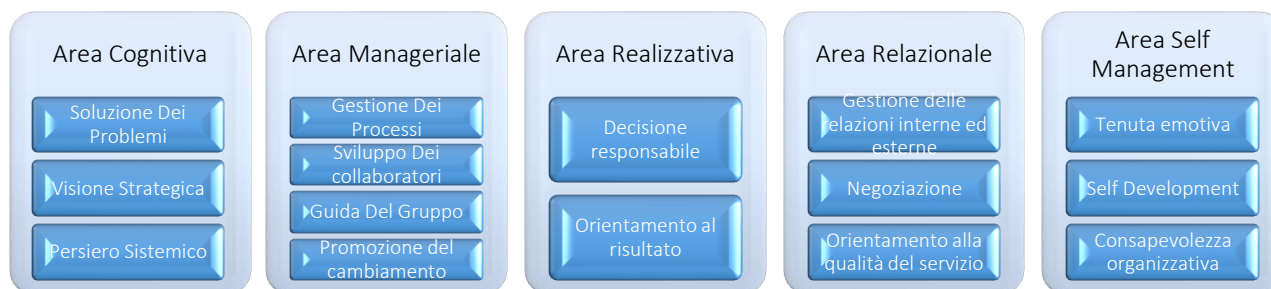 Area Cognitiva
Soluzione Dei
Problemi
Visione Strategica
Persiero Sistemico
Area Manageriale
Gestione Dei
Processi
Sviluppo Dei
collaboratori
Guida Del Gruppo
Promozione del
cambiamento
Area Realizzativa
Decisione
responsabile
Orientamento al
risultato
Area Relazionale
Gestione delle
relazioni interne ed
esterne
Negoziazione
Orientamento alla
qualità del servizio
Area Self
Management
Tenuta emotiva
Self Development
Consapevolezza
organizzativa